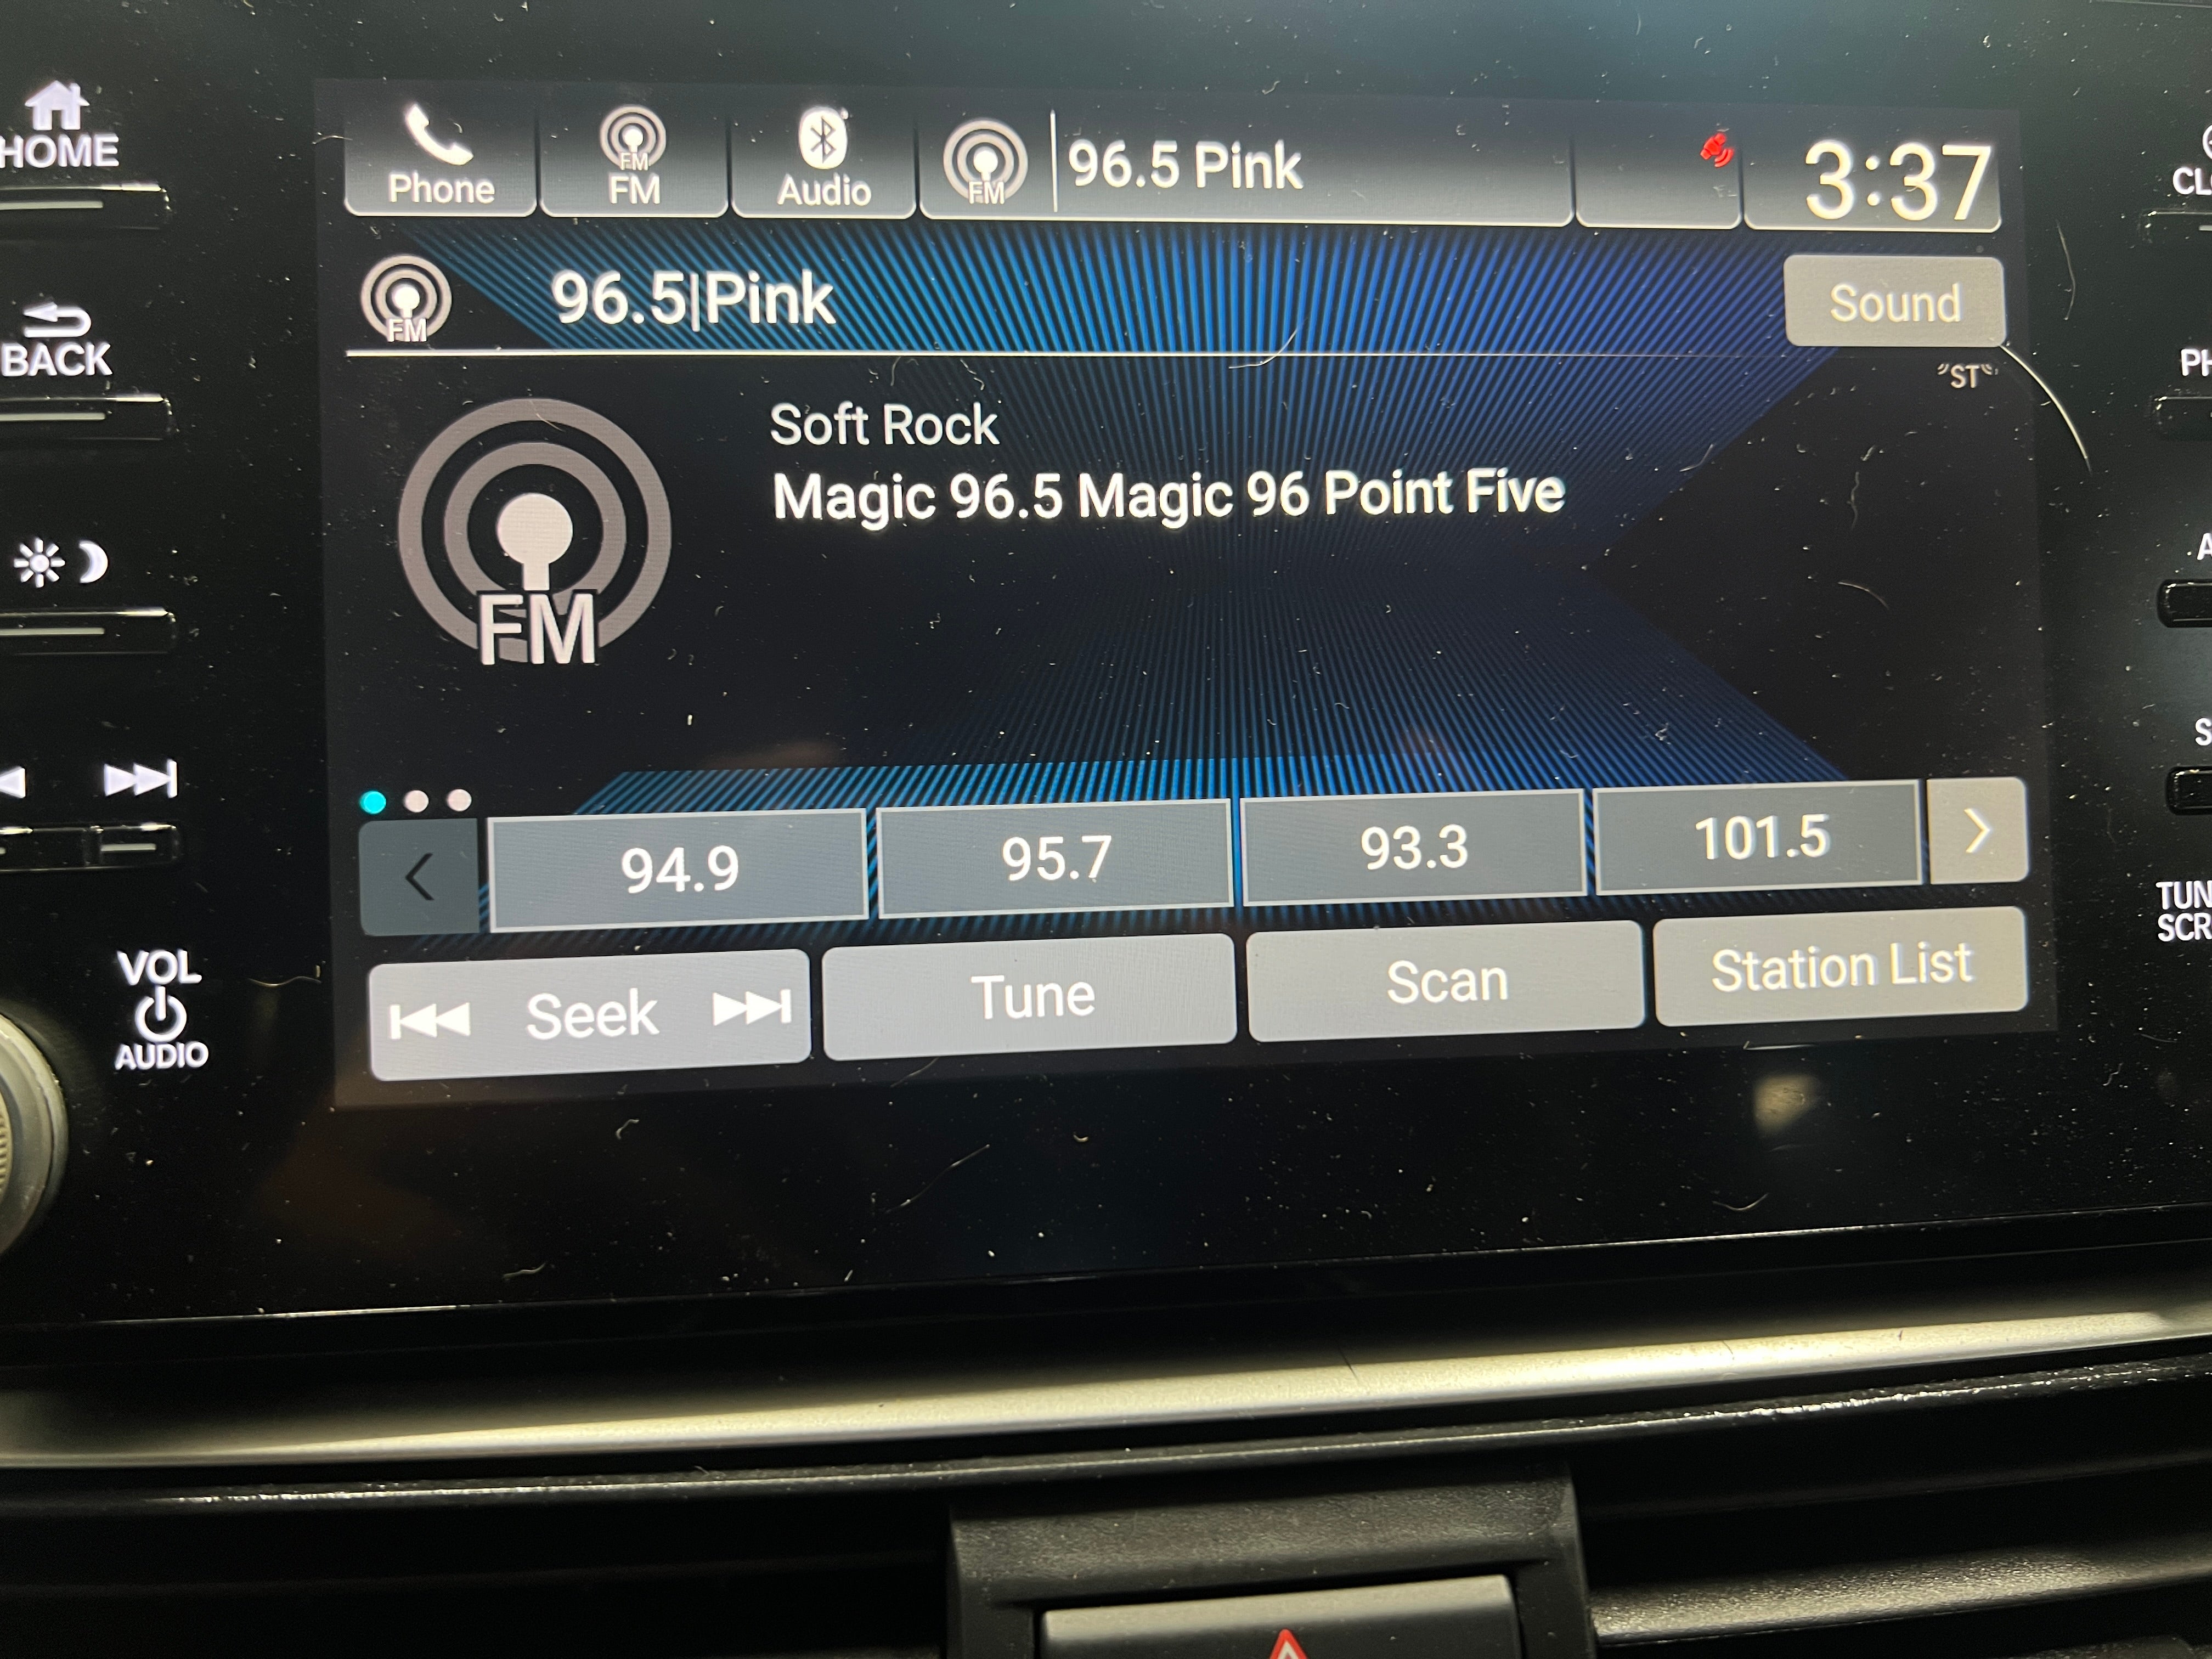 HOME
BACK
VOL
AUDIO
Phone
FM
FM
Audio
FM
96.5 Pink
3:37
FM
96.5|Pink
Sound
ST
Soft Rock
Magic 96.5 Magic 96 Point Five
FM
94.9
95.7
93.3
101.5
Seek
Tune
Scan
Station List